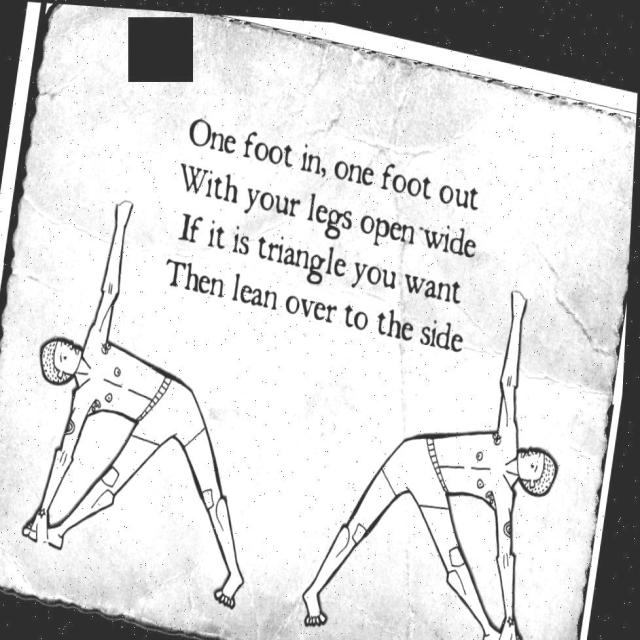 One foot in, one foot out
With your legs open wide
If it is triangle you want
Then lean over to the side